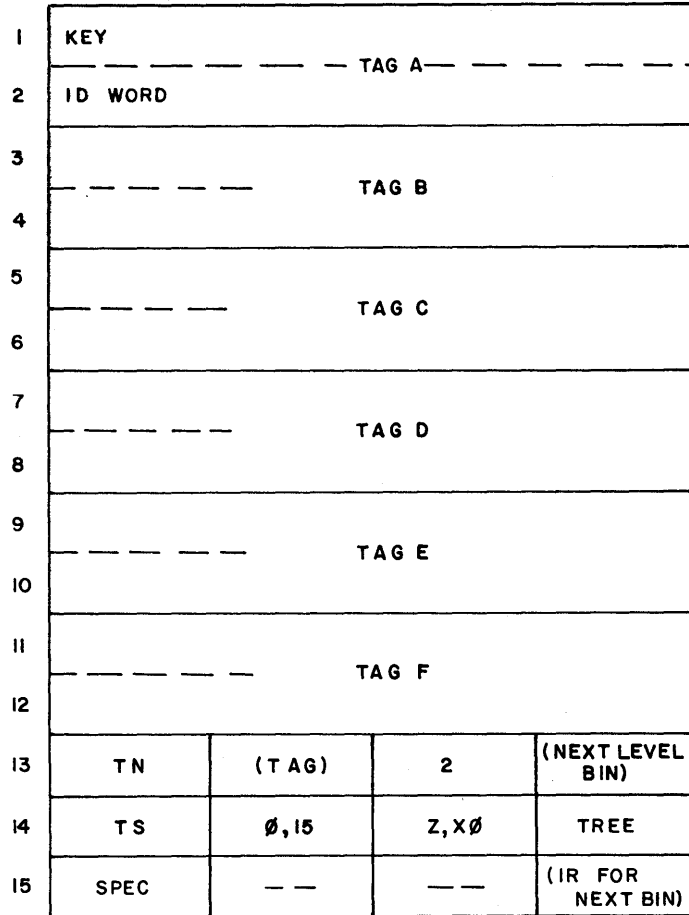 1 KEY
TAG A
2 ID WORD
3
TAG B
4
5
TAG C
6
7
TAG D
8
9
TAG E
10
11
TAG F
12
13 TN (TAG) 2 (NEXT LEVEL BIN)
14 TS Ø,15 Z,XØ TREE
15 SPEC -- -- (IR FOR NEXT BIN)